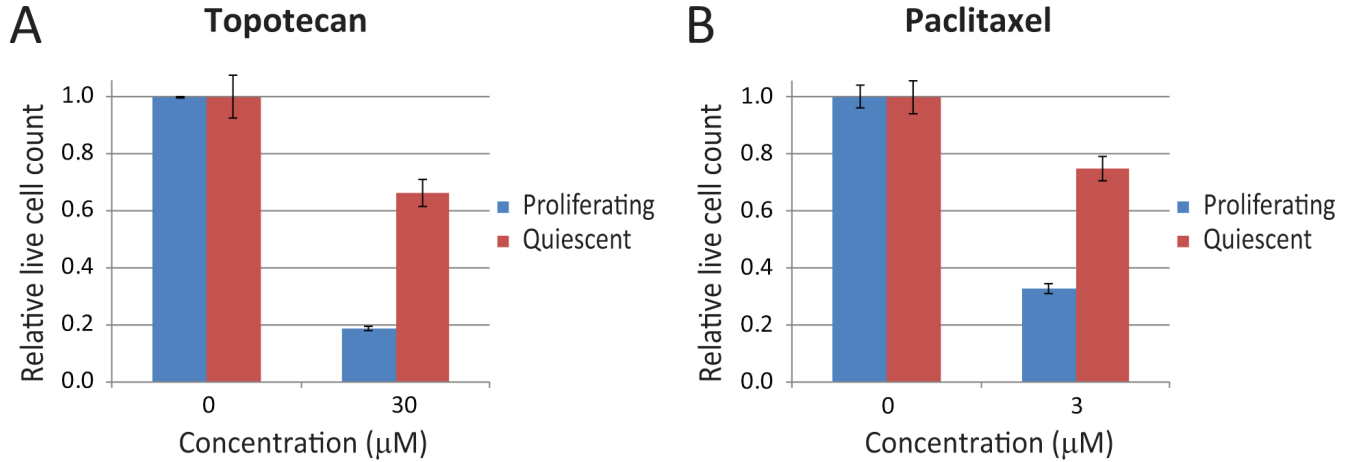 A
Topotecan
Relative live cell count
1.0
0.8
0.6
0.4
0.2
0.0
0
30
Concentration (μM)
Proliferating
Quiescent
B
Paclitaxel
Relative live cell count
1.0
0.8
0.6
0.4
0.2
0.0
0
3
Concentration (μM)
Proliferating
Quiescent